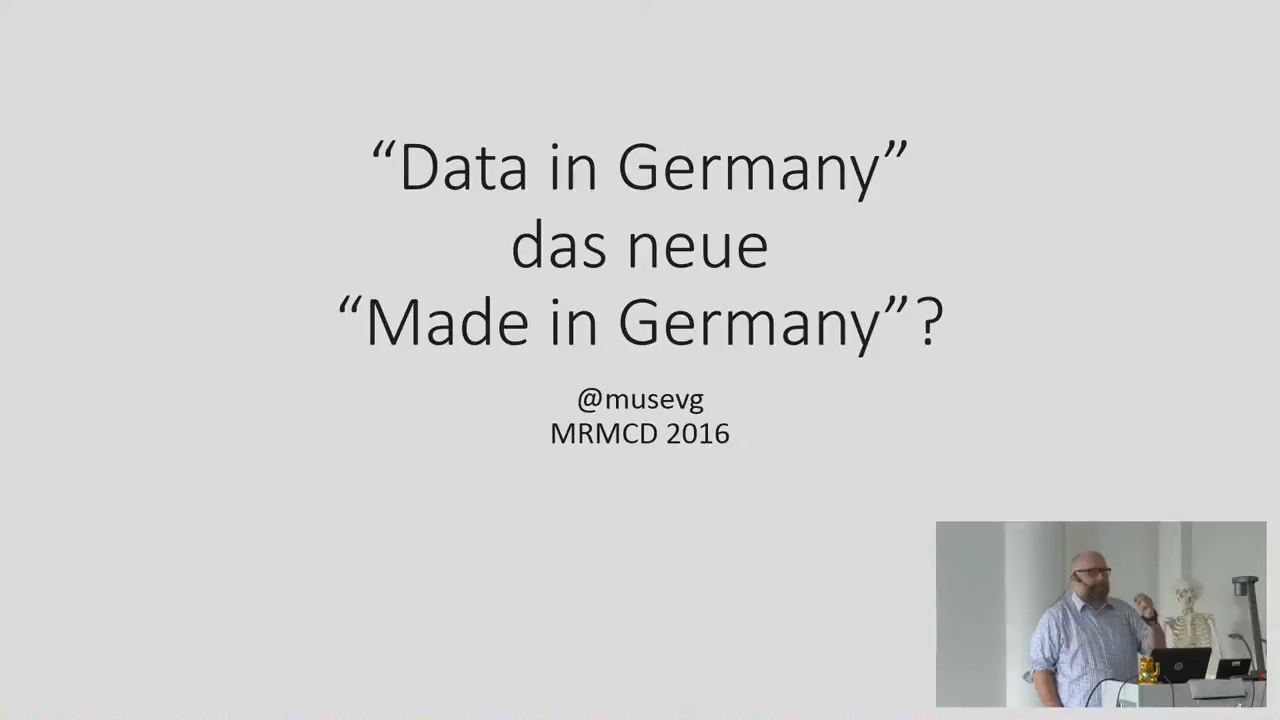 “Data in Germany”
das neue
“Made in Germany”?
@musevg
MRMCD 2016